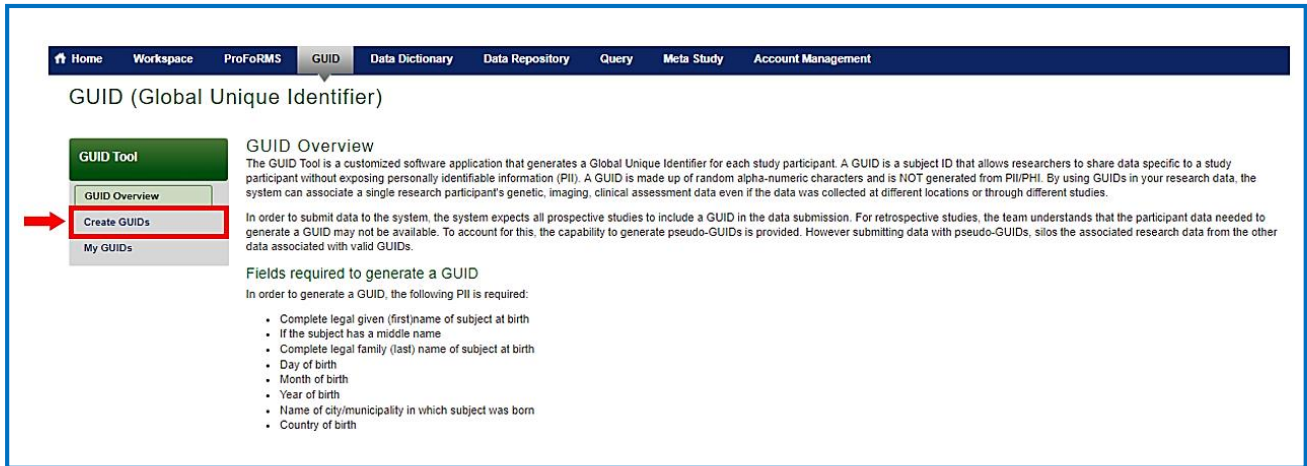 Home Workspace ProFoRMS GUID Data Dictionary Data Repository Query Meta Study Account Management
GUID (Global Unique Identifier)
GUID Tool
GUID Overview
Create GUIDs
My GUIDs
GUID Overview
The GUID Tool is a customized software application that generates a Global Unique Identifier for each study participant. A GUID is a subject ID that allows researchers to share data specific to a study
participant without exposing personally identifiable information (PII). A GUID is made up of random alpha-numeric characters and is NOT generated from PII/PHI. By using GUIDs in your research data, the
system can associate a single research participant's genetic, imaging, clinical assessment data even if the data was collected at different locations or through different studies.
In order to submit data to the system, the system expects all prospective studies to include a GUID in the data submission. For retrospective studies, the team understands that the participant data needed to
generate a GUID may not be available. To account for this, the capability to generate pseudo-GUIDs is provided. However submitting data with pseudo-GUIDs, silos the associated research data from the other
data associated with valid GUIDs.
Fields required to generate a GUID
In order to generate a GUID, the following PII is required:
• Complete legal given (first)name of subject at birth
• If the subject has a middle name
• Complete legal family (last) name of subject at birth
• Day of birth
• Month of birth
• Year of birth
• Name of city/municipality in which subject was born
• Country of birth